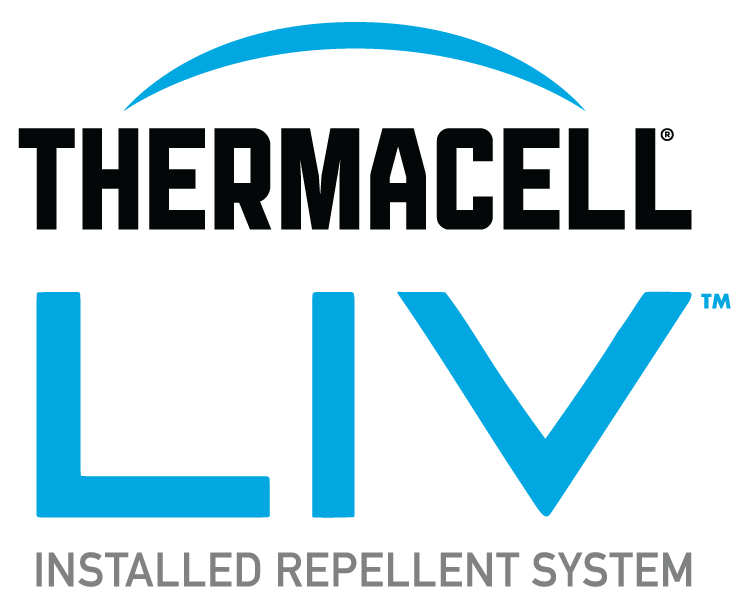 THERMACELL®
LIV™
INSTALLED REPELLENT SYSTEM